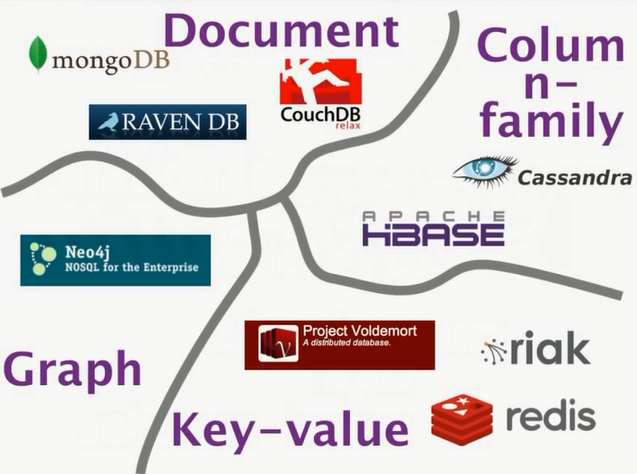 Document
mongoDB
RAVEN DB
CouchDB
relax
Colum
n-
family
Cassandra
APACHE
HBASE
Neo4j
NOSQL for the Enterprise
Project Voldemort
A distributed database.
riak
redis
Graph
Key-value